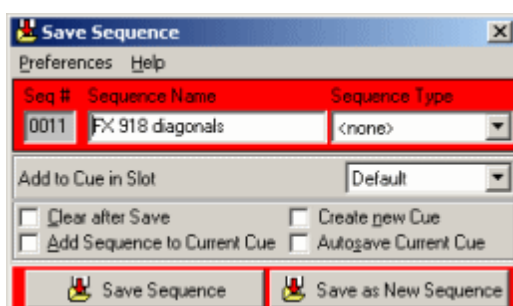 Save Sequence
Preferences Help
Seq # Sequence Name Sequence Type
0011 FX 918 diagonals <none>
Add to Cue in Slot Default
Clear after Save Create new Cue
Add Sequence to Current Cue Autosave Current Cue
Save Sequence Save as New Sequence